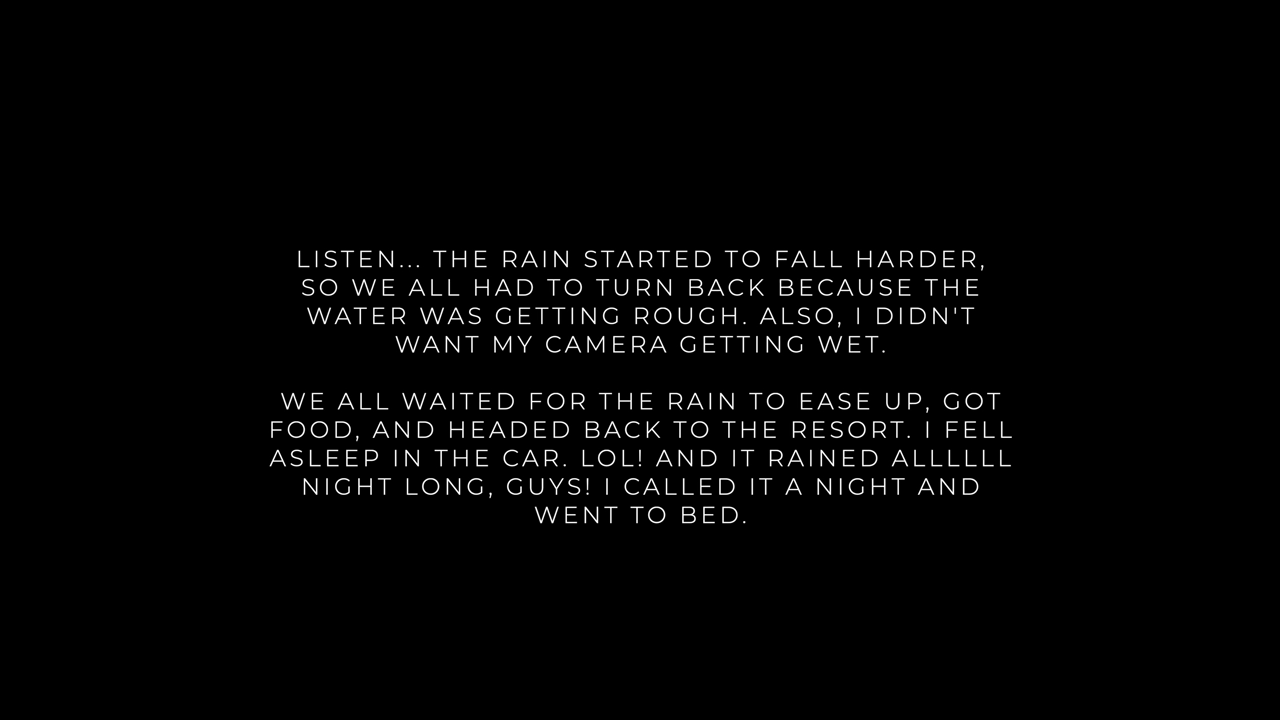 LISTEN... THE RAIN STARTED TO FALL HARDER,
SO WE ALL HAD TO TURN BACK BECAUSE THE
WATER WAS GETTING ROUGH. ALSO, I DIDN'T
WANT MY CAMERA GETTING WET.
WE ALL WAITED FOR THE RAIN TO EASE UP, GOT
FOOD, AND HEADED BACK TO THE RESORT. I FELL
ASLEEP IN THE CAR. LOL! AND IT RAINED ALLLLLL
NIGHT LONG, GUYS! I CALLED IT A NIGHT AND
WENT TO BED.